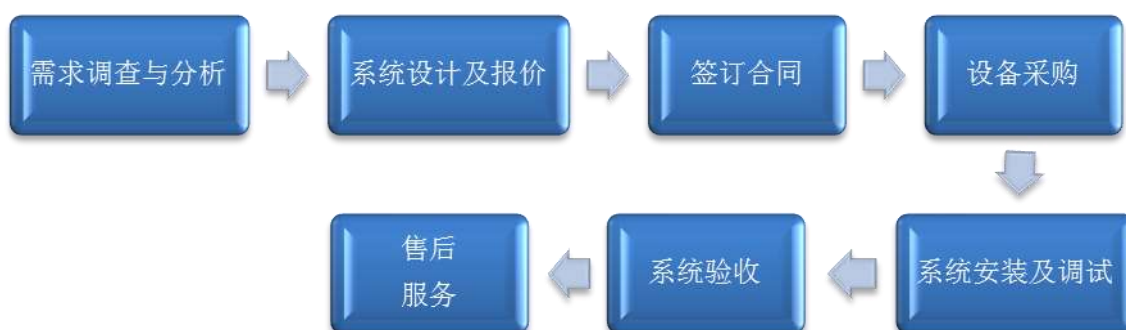 需求调查与分析
系统设计及报价
签订合同
设备采购
系统安装及调试
系统验收
售后
服务